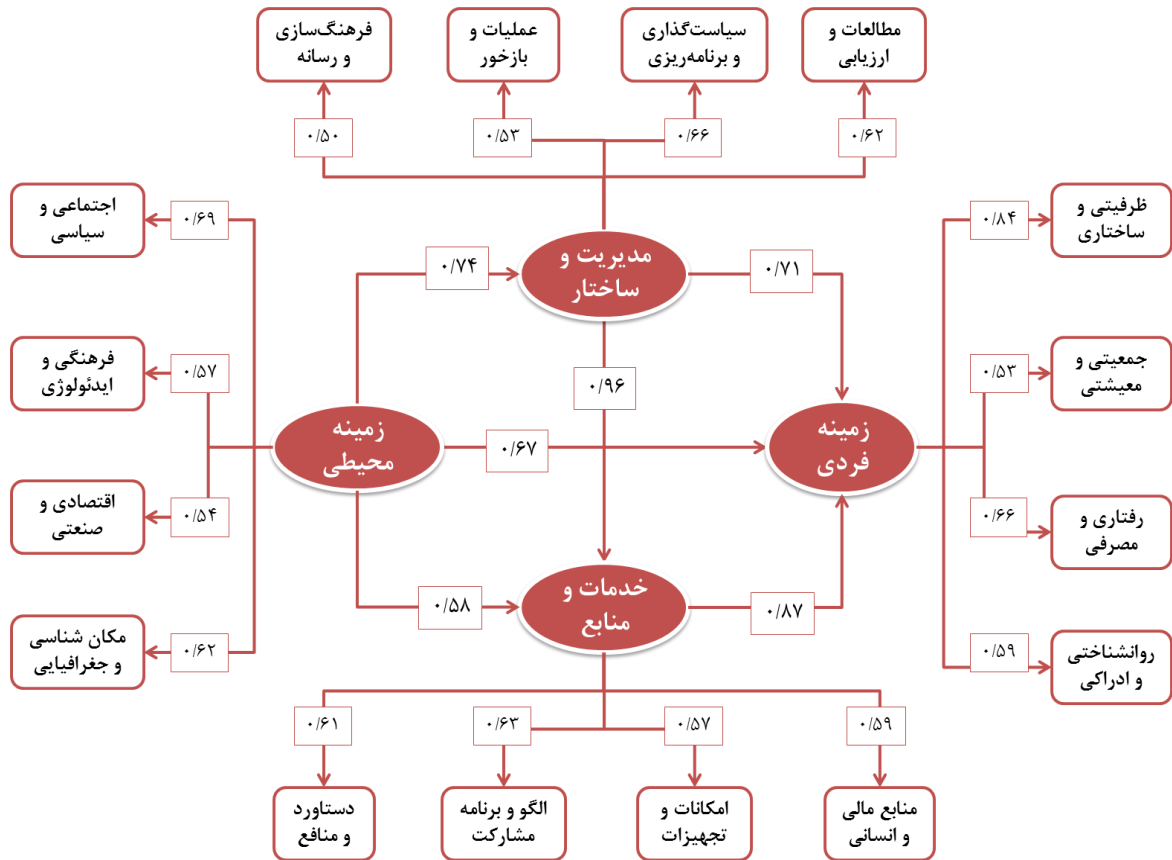 فرهنگ‌سازی
و رسانه
عملیات و
بازخور
سیاست‌گذاری
و برنامه‌ریزی
مطالعات و
ارزیابی
۰/۵۰
۰/۵۳
۰/۶۶
۰/۶۲
اجتماعی و
سیاسی
۰/۶۹
ظرفیتی و
ساختاری
۰/۸۴
مدیریت و
ساختار
۰/۷۴
۰/۷۱
فرهنگی و
ایدئولوژی
۰/۵۷
۰/۹۶
جمعیتی و
معیشتی
۰/۵۳
زمینه
محیطی
۰/۶۷
زمینه
فردی
اقتصادی و
صنعتی
۰/۵۴
رفتاری و
مصرفی
۰/۶۶
خدمات و
منابع
۰/۵۸
۰/۸۷
مکان شناسی
و جغرافیایی
۰/۶۲
روانشناختی
و ادراکی
۰/۵۹
۰/۶۱
۰/۶۳
۰/۵۷
۰/۵۹
دستاورد
و منافع
الگو و برنامه
مشارکت
امکانات و
تجهیزات
منابع مالی
و انسانی